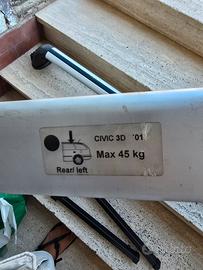 CIVIC 3D '01
Max 45 kg
Rear/ left